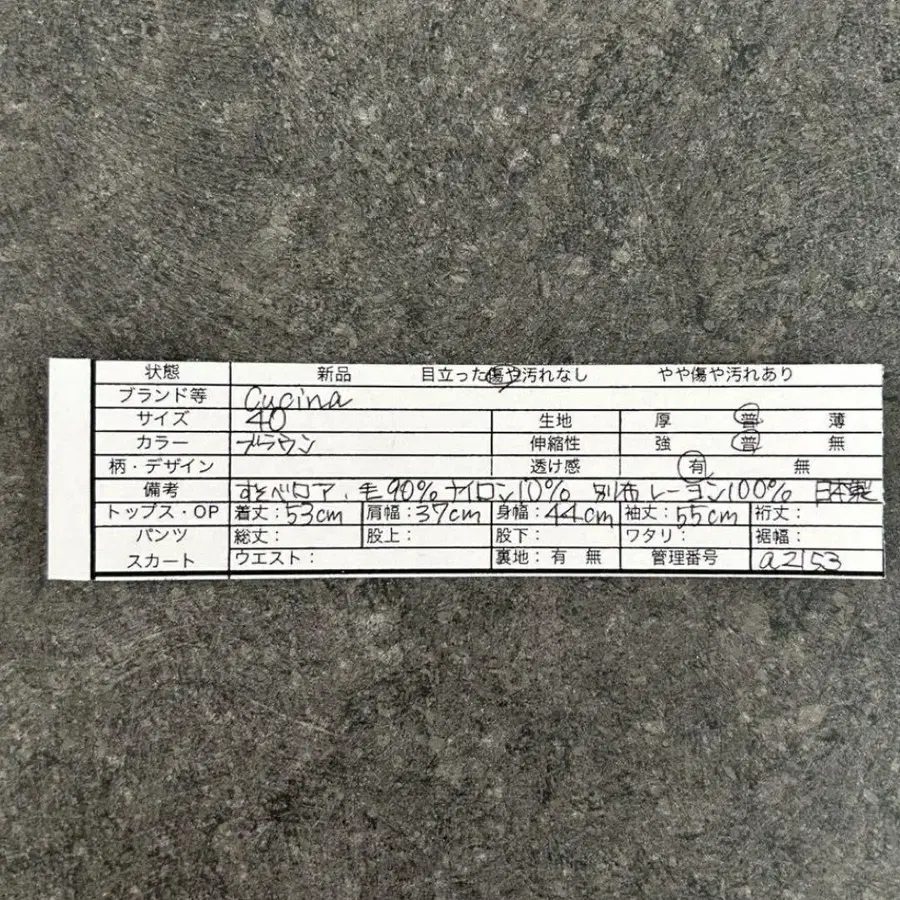 状態 新品 目立った傷や汚れなし やや傷や汚れあり
ブランド等 Cucina
サイズ 40 生地 厚 普 薄
カラー ブラウン 伸縮性 強 普 無
柄・デザイン 透け感 有 無
備考 すそベロア、毛90% ナイロン10% 別布レーヨン100% 日本製
トップス・OP 着丈：53cm 肩幅：37cm 身幅：44cm 袖丈：55cm 裄丈：
パンツ 総丈： 股上： 股下： ワタリ： 裾幅：
スカート ウエスト： 裏地：有 無 管理番号 a2153